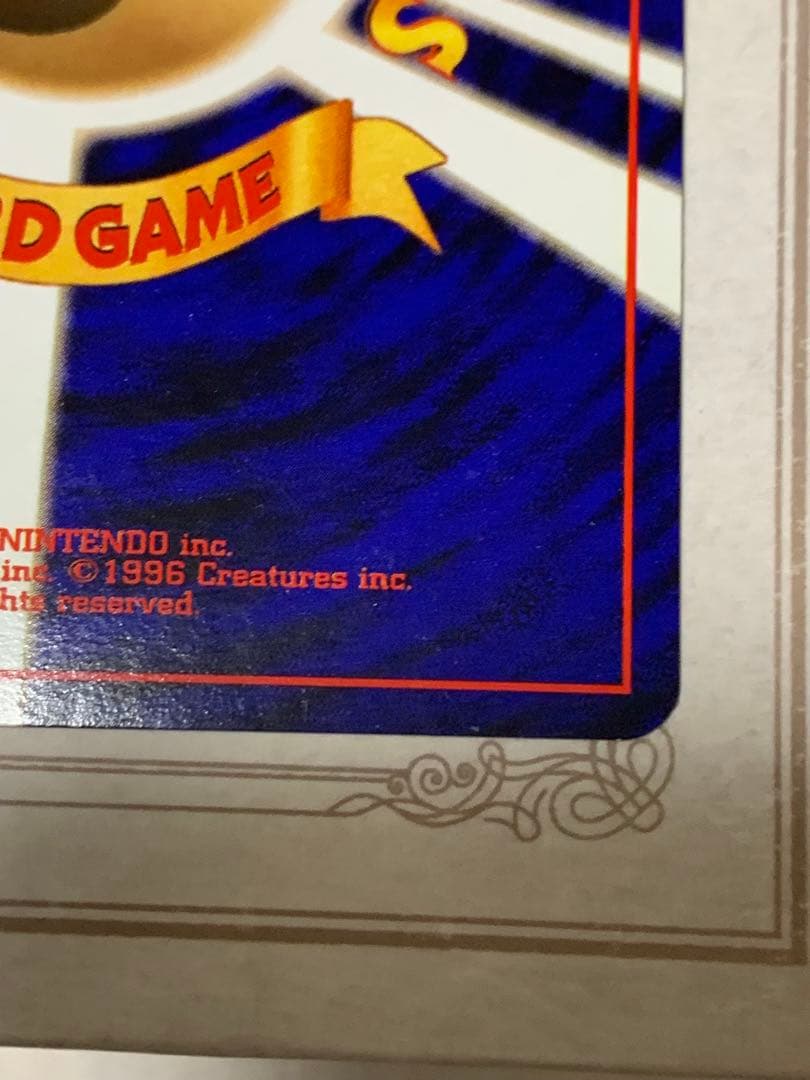 S
D GAME
NINTENDO inc.
inc. ©1996 Creatures inc.
hts reserved.